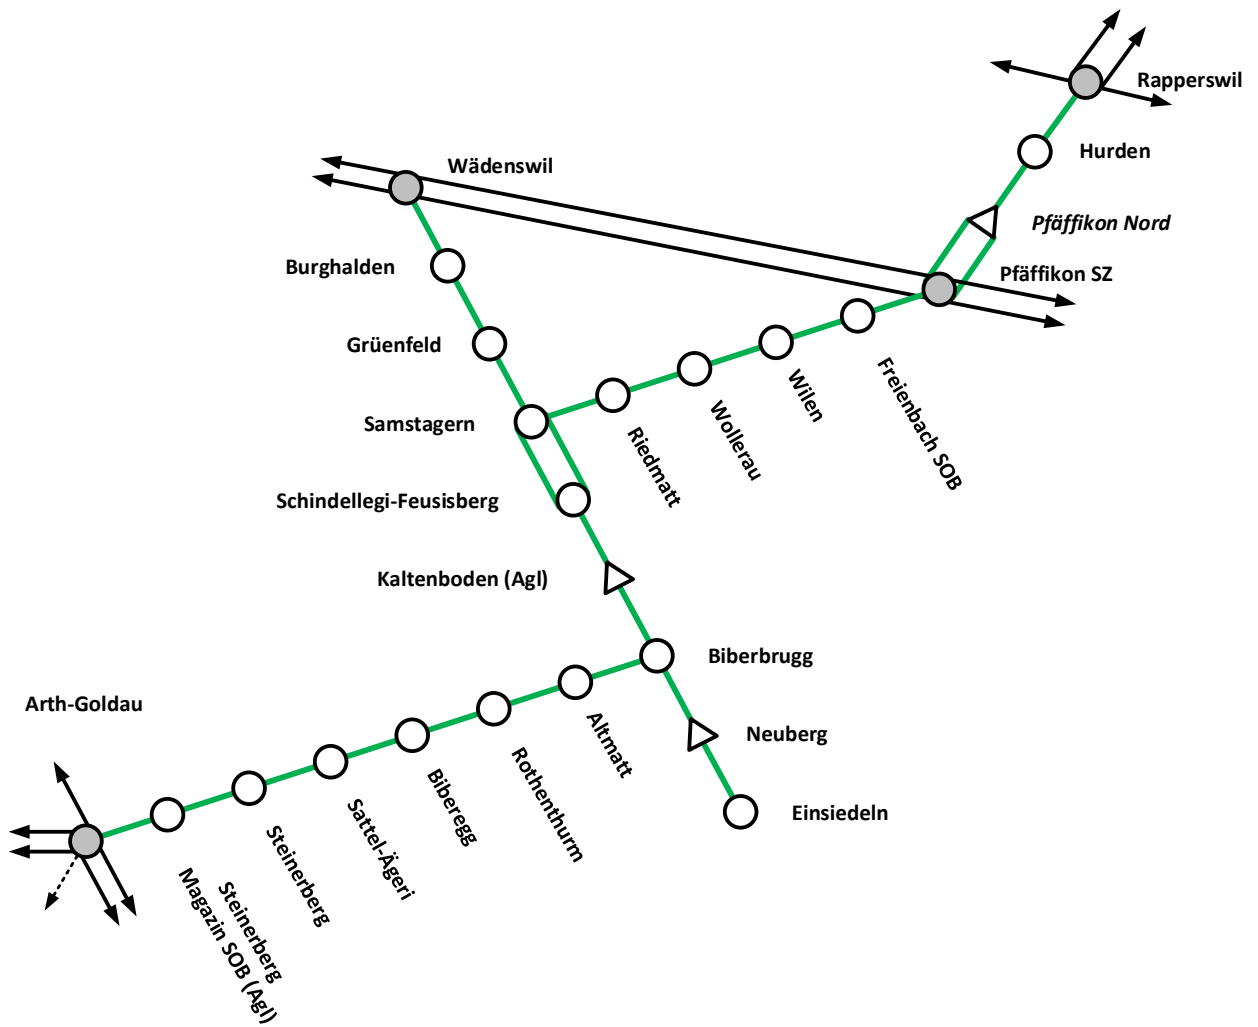 Rapperswil
Hurden
Wädenswil
Pfäffikon Nord
Burghalden
Pfäffikon SZ
Grüenfeld
Samstagern
Riedmatt
Wollerau
Wilen
Freienbach SOB
Schindellegi-Feusisberg
Kaltenboden (Agl)
Biberbrugg
Arth-Goldau
Neuberg
Einsiedeln
Steinerberg
Magazin SOB (Agl)
Steinerberg
Sattel-Ägeri
Biberegg
Rothenthurm
Altmatt